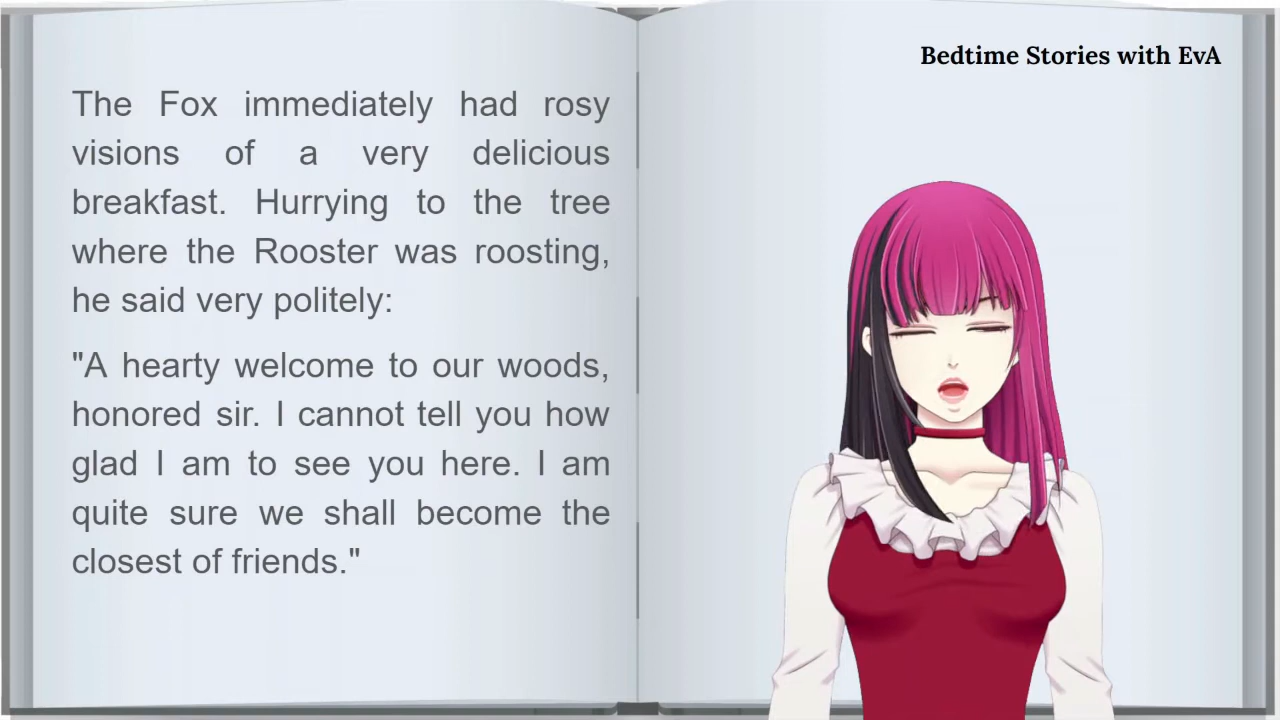 Bedtime Stories with EvA
The Fox immediately had rosy
visions of a very delicious
breakfast. Hurrying to the tree
where the Rooster was roosting,
he said very politely:
"A hearty welcome to our woods,
honored sir. I cannot tell you how
glad I am to see you here. I am
quite sure we shall become the
closest of friends."